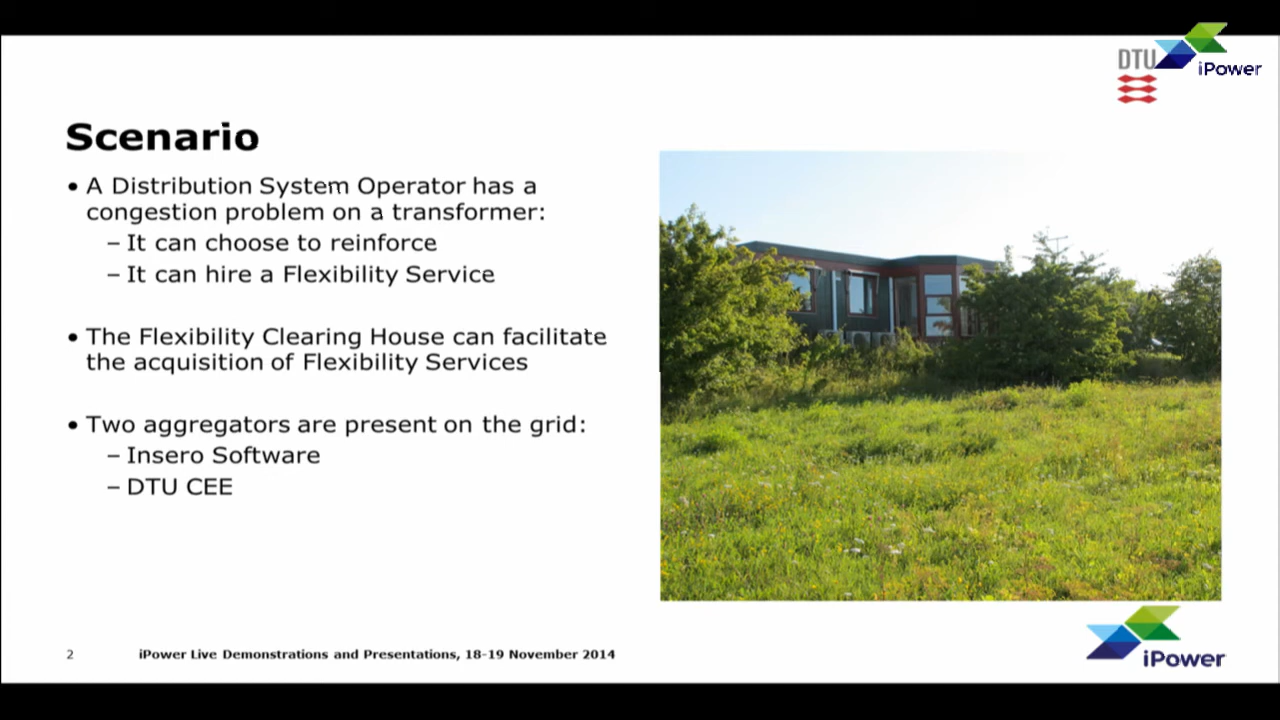 DTU
iPower
Scenario
• A Distribution System Operator has a
congestion problem on a transformer:
– It can choose to reinforce
– It can hire a Flexibility Service
• The Flexibility Clearing House can facilitate
the acquisition of Flexibility Services
• Two aggregators are present on the grid:
– Insero Software
– DTU CEE
2
iPower Live Demonstrations and Presentations, 18-19 November 2014
iPower